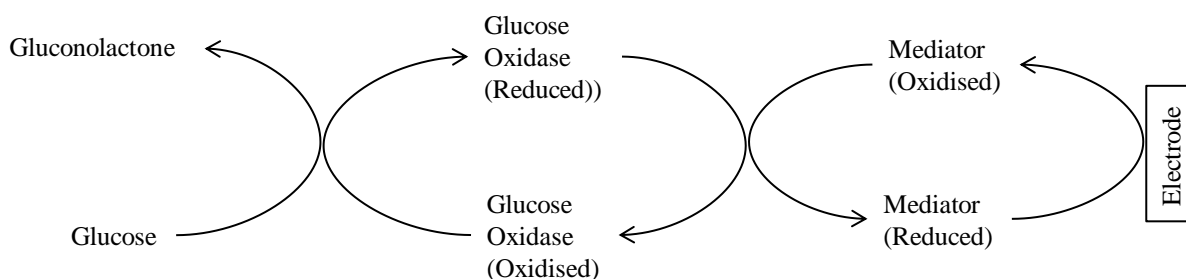 Gluconolactone
Glucose
Oxidase
(Reduced))
Mediator
(Oxidised)
Electrode
Glucose
Glucose
Oxidase
(Oxidised)
Mediator
(Reduced)